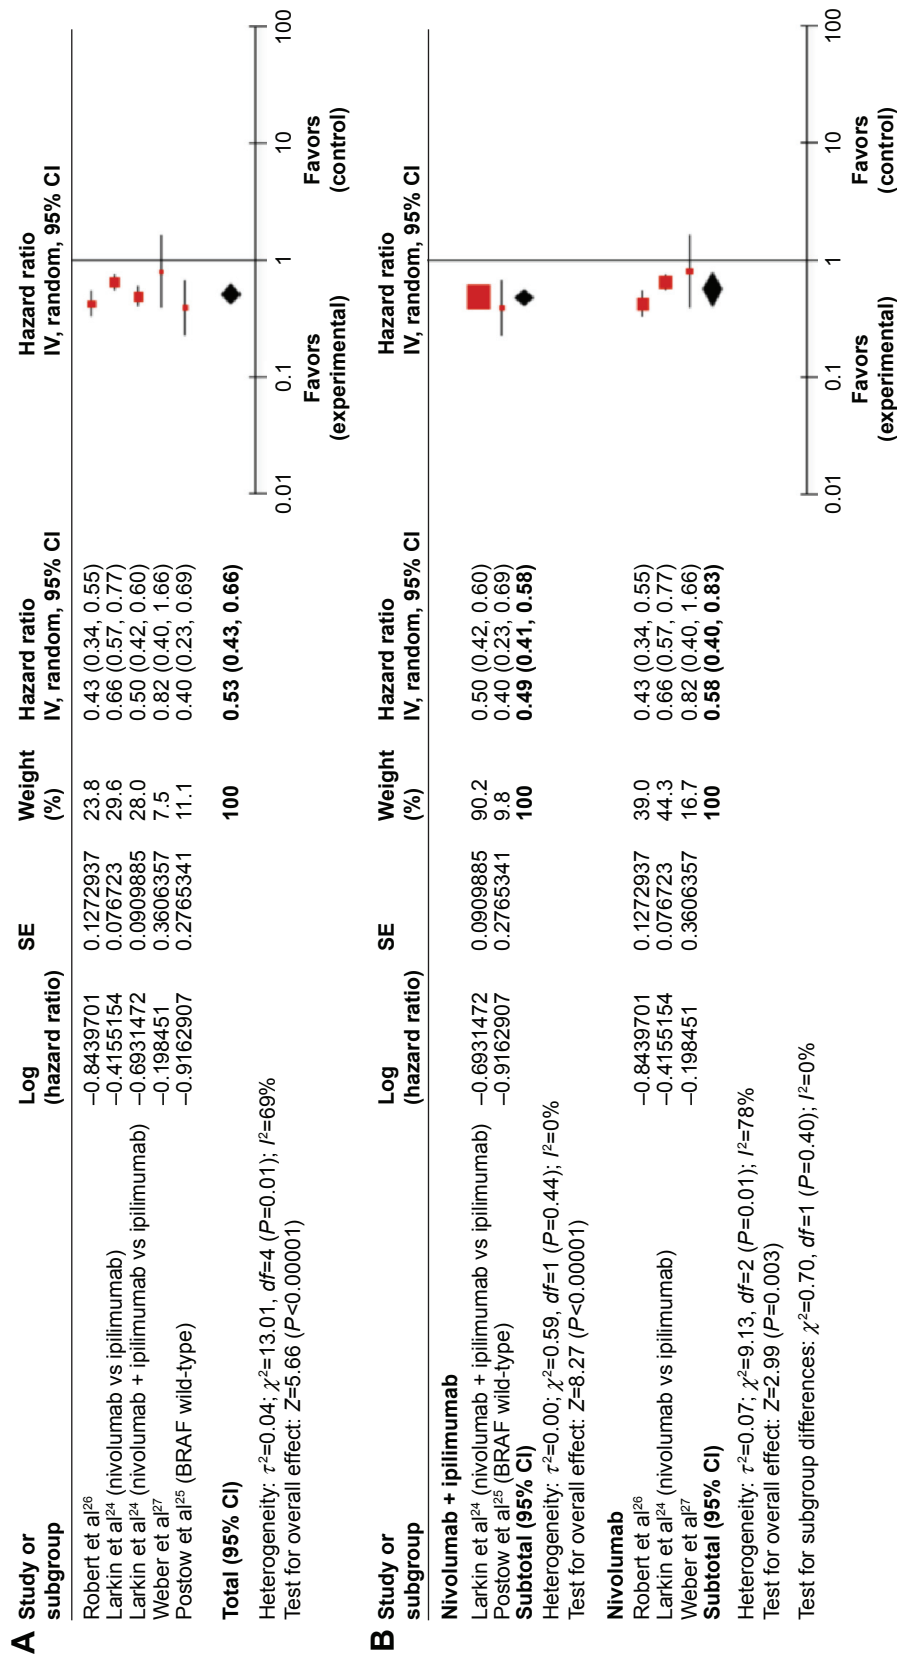 A
Study or subgroup Log (hazard ratio) SE Weight (%) Hazard ratio IV, random, 95% CI Hazard ratio IV, random, 95% CI
Robert et al26 −0.8439701 0.1272937 23.8 0.43 (0.34, 0.55)
Larkin et al24 (nivolumab vs ipilimumab) −0.4155154 0.076723 29.6 0.66 (0.57, 0.77)
Larkin et al24 (nivolumab + ipilimumab vs ipilimumab) −0.6931472 0.0909885 28.0 0.50 (0.42, 0.60)
Weber et al27 −0.198451 0.3606357 7.5 0.82 (0.40, 1.66)
Postow et al25 (BRAF wild-type) −0.9162907 0.2765341 11.1 0.40 (0.23, 0.69)
Total (95% CI) 100 0.53 (0.43, 0.66)
Heterogeneity: τ2=0.04; χ2=13.01, df=4 (P=0.01); I2=69%
Test for overall effect: Z=5.66 (P<0.00001)
0.01 0.1 1 10 100
Favors (experimental) Favors (control)
B
Study or subgroup Log (hazard ratio) SE Weight (%) Hazard ratio IV, random, 95% CI Hazard ratio IV, random, 95% CI
Nivolumab + ipilimumab
Larkin et al24 (nivolumab + ipilimumab vs ipilimumab) −0.6931472 0.0909885 90.2 0.50 (0.42, 0.60)
Postow et al25 (BRAF wild-type) −0.9162907 0.2765341 9.8 0.40 (0.23, 0.69)
Subtotal (95% CI) 100 0.49 (0.41, 0.58)
Heterogeneity: τ2=0.00; χ2=0.59, df=1 (P=0.44); I2=0%
Test for overall effect: Z=8.27 (P<0.00001)
Nivolumab
Robert et al26 −0.8439701 0.1272937 39.0 0.43 (0.34, 0.55)
Larkin et al24 (nivolumab vs ipilimumab) −0.4155154 0.076723 44.3 0.66 (0.57, 0.77)
Weber et al27 −0.198451 0.3606357 16.7 0.82 (0.40, 1.66)
Subtotal (95% CI) 100 0.58 (0.40, 0.83)
Heterogeneity: τ2=0.07; χ2=9.13, df=2 (P=0.01); I2=78%
Test for overall effect: Z=2.99 (P=0.003)
Test for subgroup differences: χ2=0.70, df=1 (P=0.40); I2=0%
0.01 0.1 1 10 100
Favors (experimental) Favors (control)